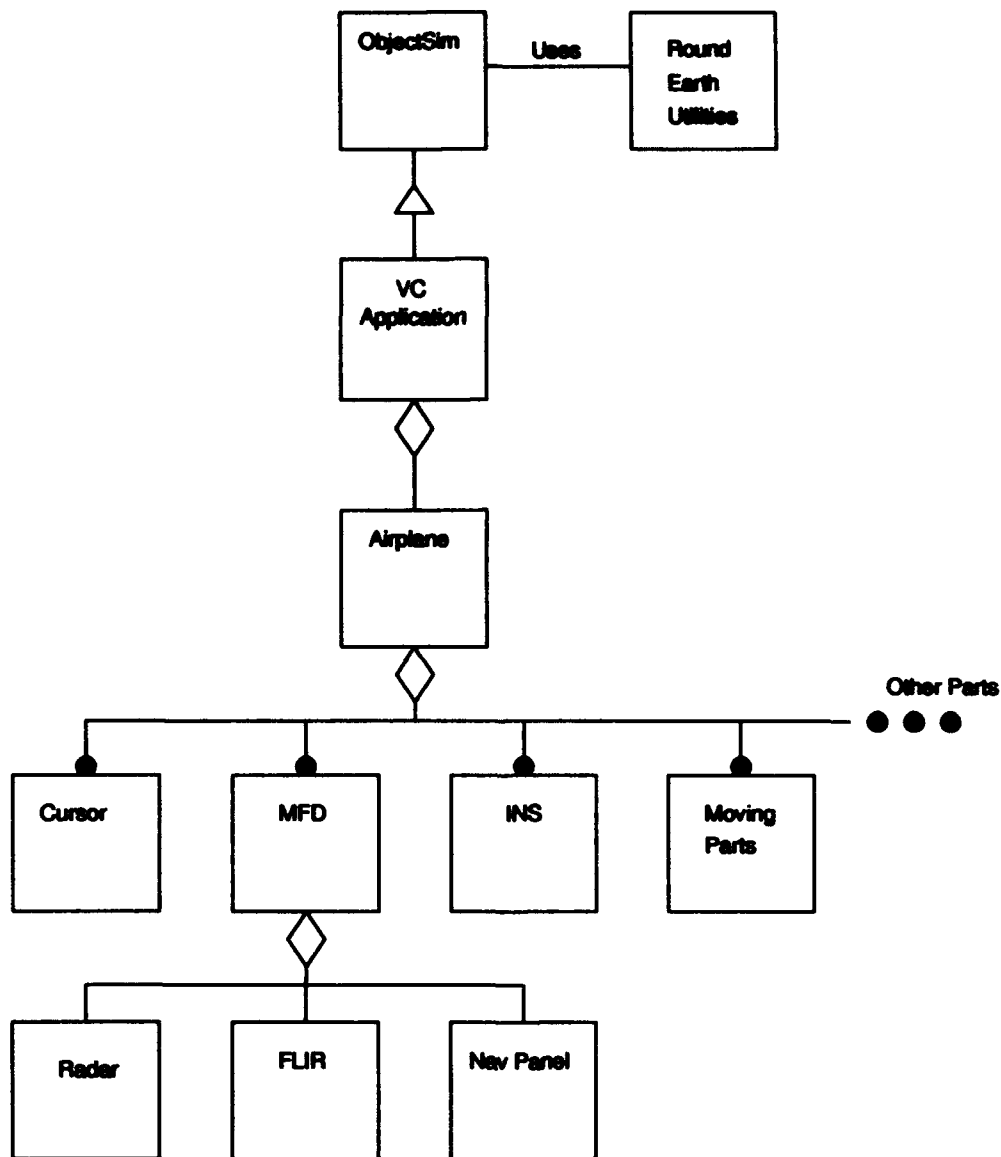 ObjectSim
Uses
Round
Earth
Utilities
VC
Application
Airplane
Other Parts
Cursor
MFD
INS
Moving
Parts
Radar
FLIR
Nav Panel